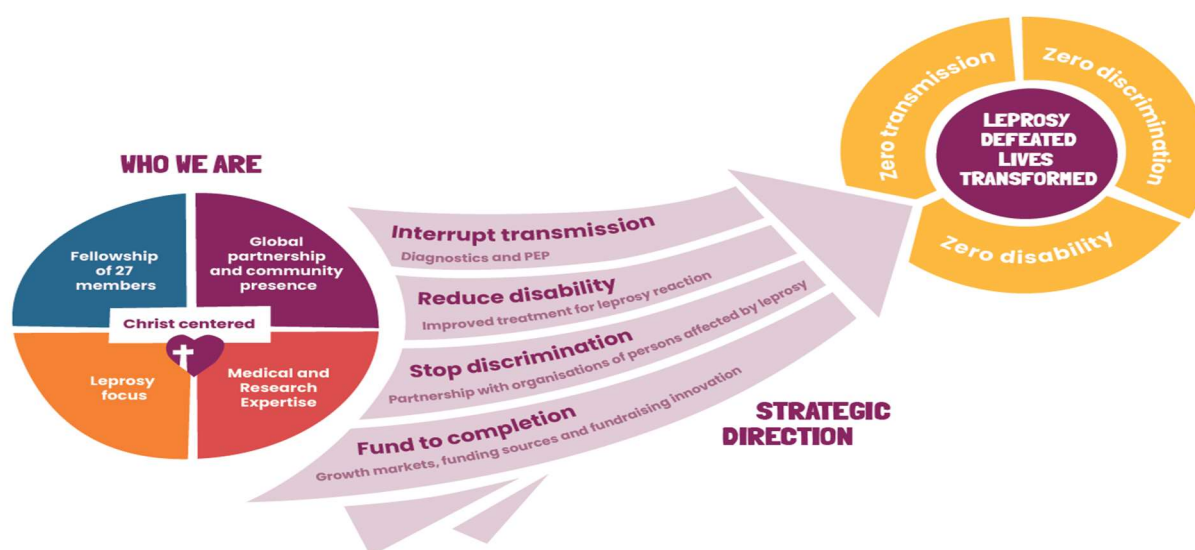 WHO WE ARE
Fellowship
of 27
members
Global
partnership
and community
presence
Christ centered
Leprosy
focus
Medical and
Research
Expertise
Interrupt transmission
Diagnostics and PEP
Reduce disability
Improved treatment for leprosy reaction
Stop discrimination
Partnership with organisations of persons affected by leprosy
Fund to completion
Growth markets, funding sources and fundraising innovation
STRATEGIC
DIRECTION
Zero transmission
Zero discrimination
LEPROSY
DEFEATED
LIVES
TRANSFORMED
Zero disability